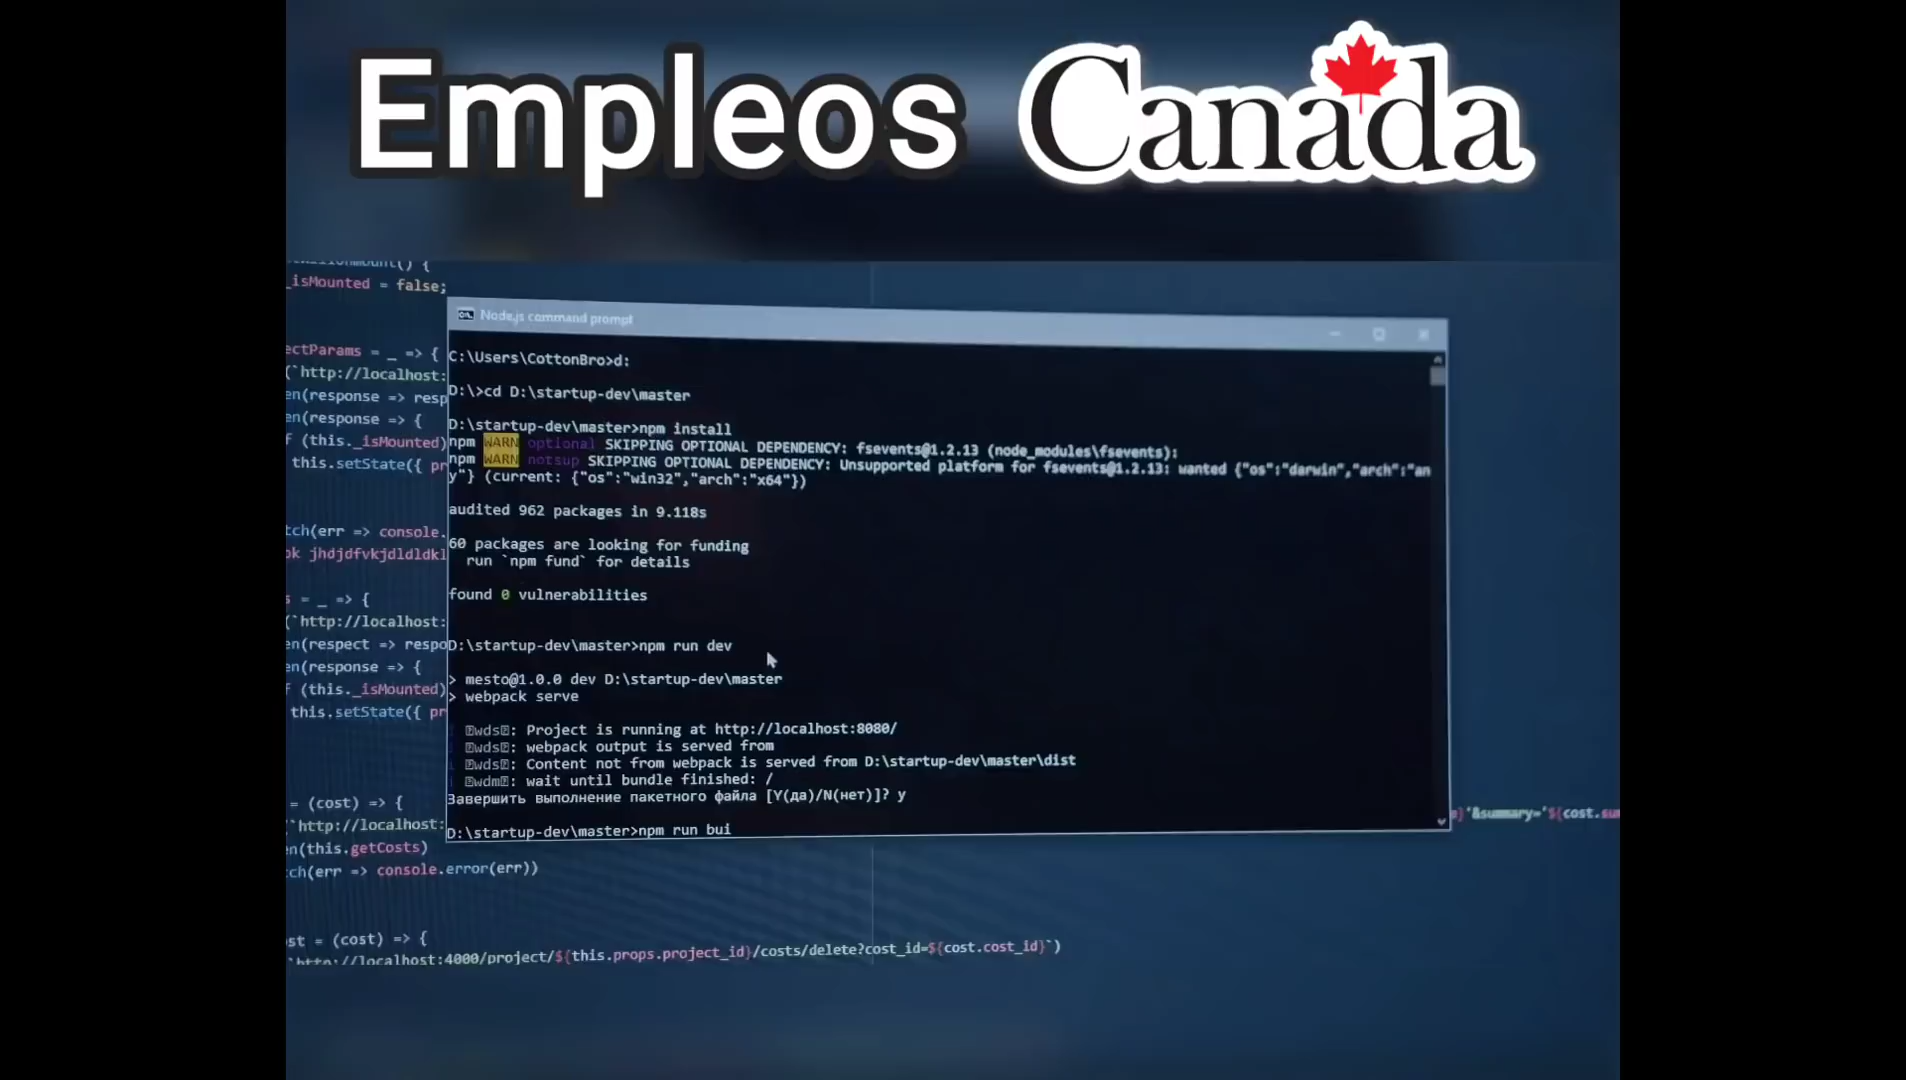 Empleos Canada
_isMounted = false;
Node.js command prompt
C:\Users\CottonBro>d:
D:\>cd D:\startup-dev\master
D:\startup-dev\master>npm install
npm WARN optional SKIPPING OPTIONAL DEPENDENCY: fsevents@1.2.13 (node_modules\fsevents):
npm WARN notsup SKIPPING OPTIONAL DEPENDENCY: Unsupported platform for fsevents@1.2.13: wanted {"os":"darwin","arch":"an
y"} (current: {"os":"win32","arch":"x64"})
audited 962 packages in 9.118s
60 packages are looking for funding
run `npm fund` for details
found 0 vulnerabilities
D:\startup-dev\master>npm run dev
> mesto@1.0.0 dev D:\startup-dev\master
> webpack serve
wds: Project is running at http://localhost:8080/
wds: webpack output is served from
wds: Content not from webpack is served from D:\startup-dev\master\dist
wdm: wait until bundle finished: /
Завершить выполнение пакетного файла [Y(да)/N(нет)]? y
D:\startup-dev\master>npm run bui
ectParams = _ => {
(`http://localhost:
en(response => resp
en(response => {
f (this._isMounted)
this.setState({ pr
tch(err => console.
ok jhdjdfvkjdldldkl
s = _ => {
(`http://localhost:
en(respect => respo
en(response => {
f (this._isMounted)
this.setState({ pr
= (cost) => {
(`http://localhost:
en(this.getCosts)
tch(err => console.error(err))
}'&summary='${cost.sum
ost = (cost) => {
`http://localhost:4000/project/${this.props.project_id}/costs/delete?cost_id=${cost.cost_id}`)